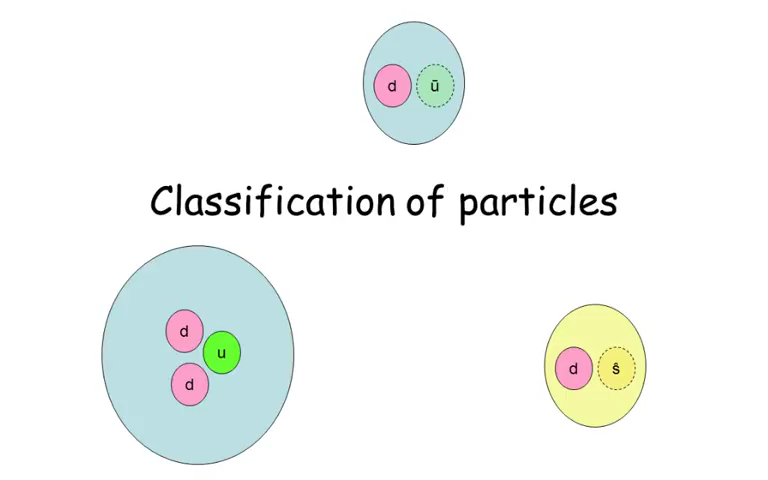 d ū
Classification of particles
d
u
d
d ŝ